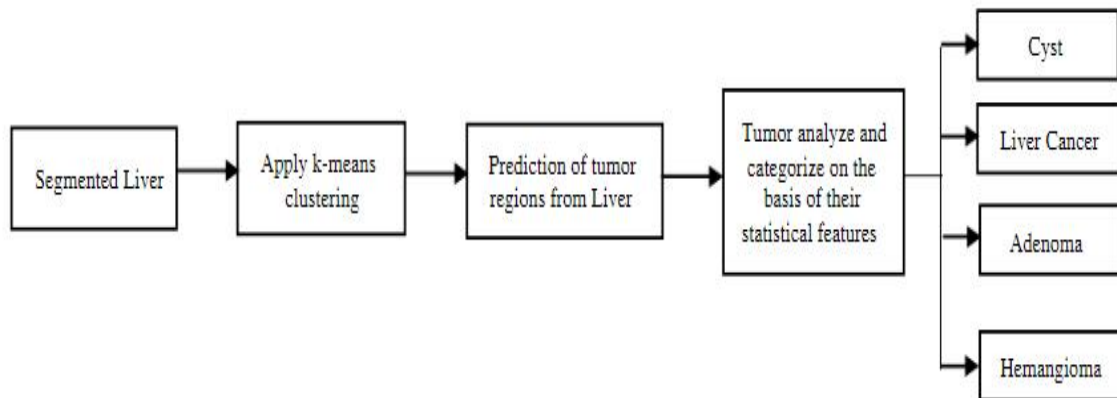 Segmented Liver
Apply k-means
clustering
Prediction of tumor
regions from Liver
Tumor analyze and
categorize on the
basis of their
statistical features
Cyst
Liver Cancer
Adenoma
Hemangioma